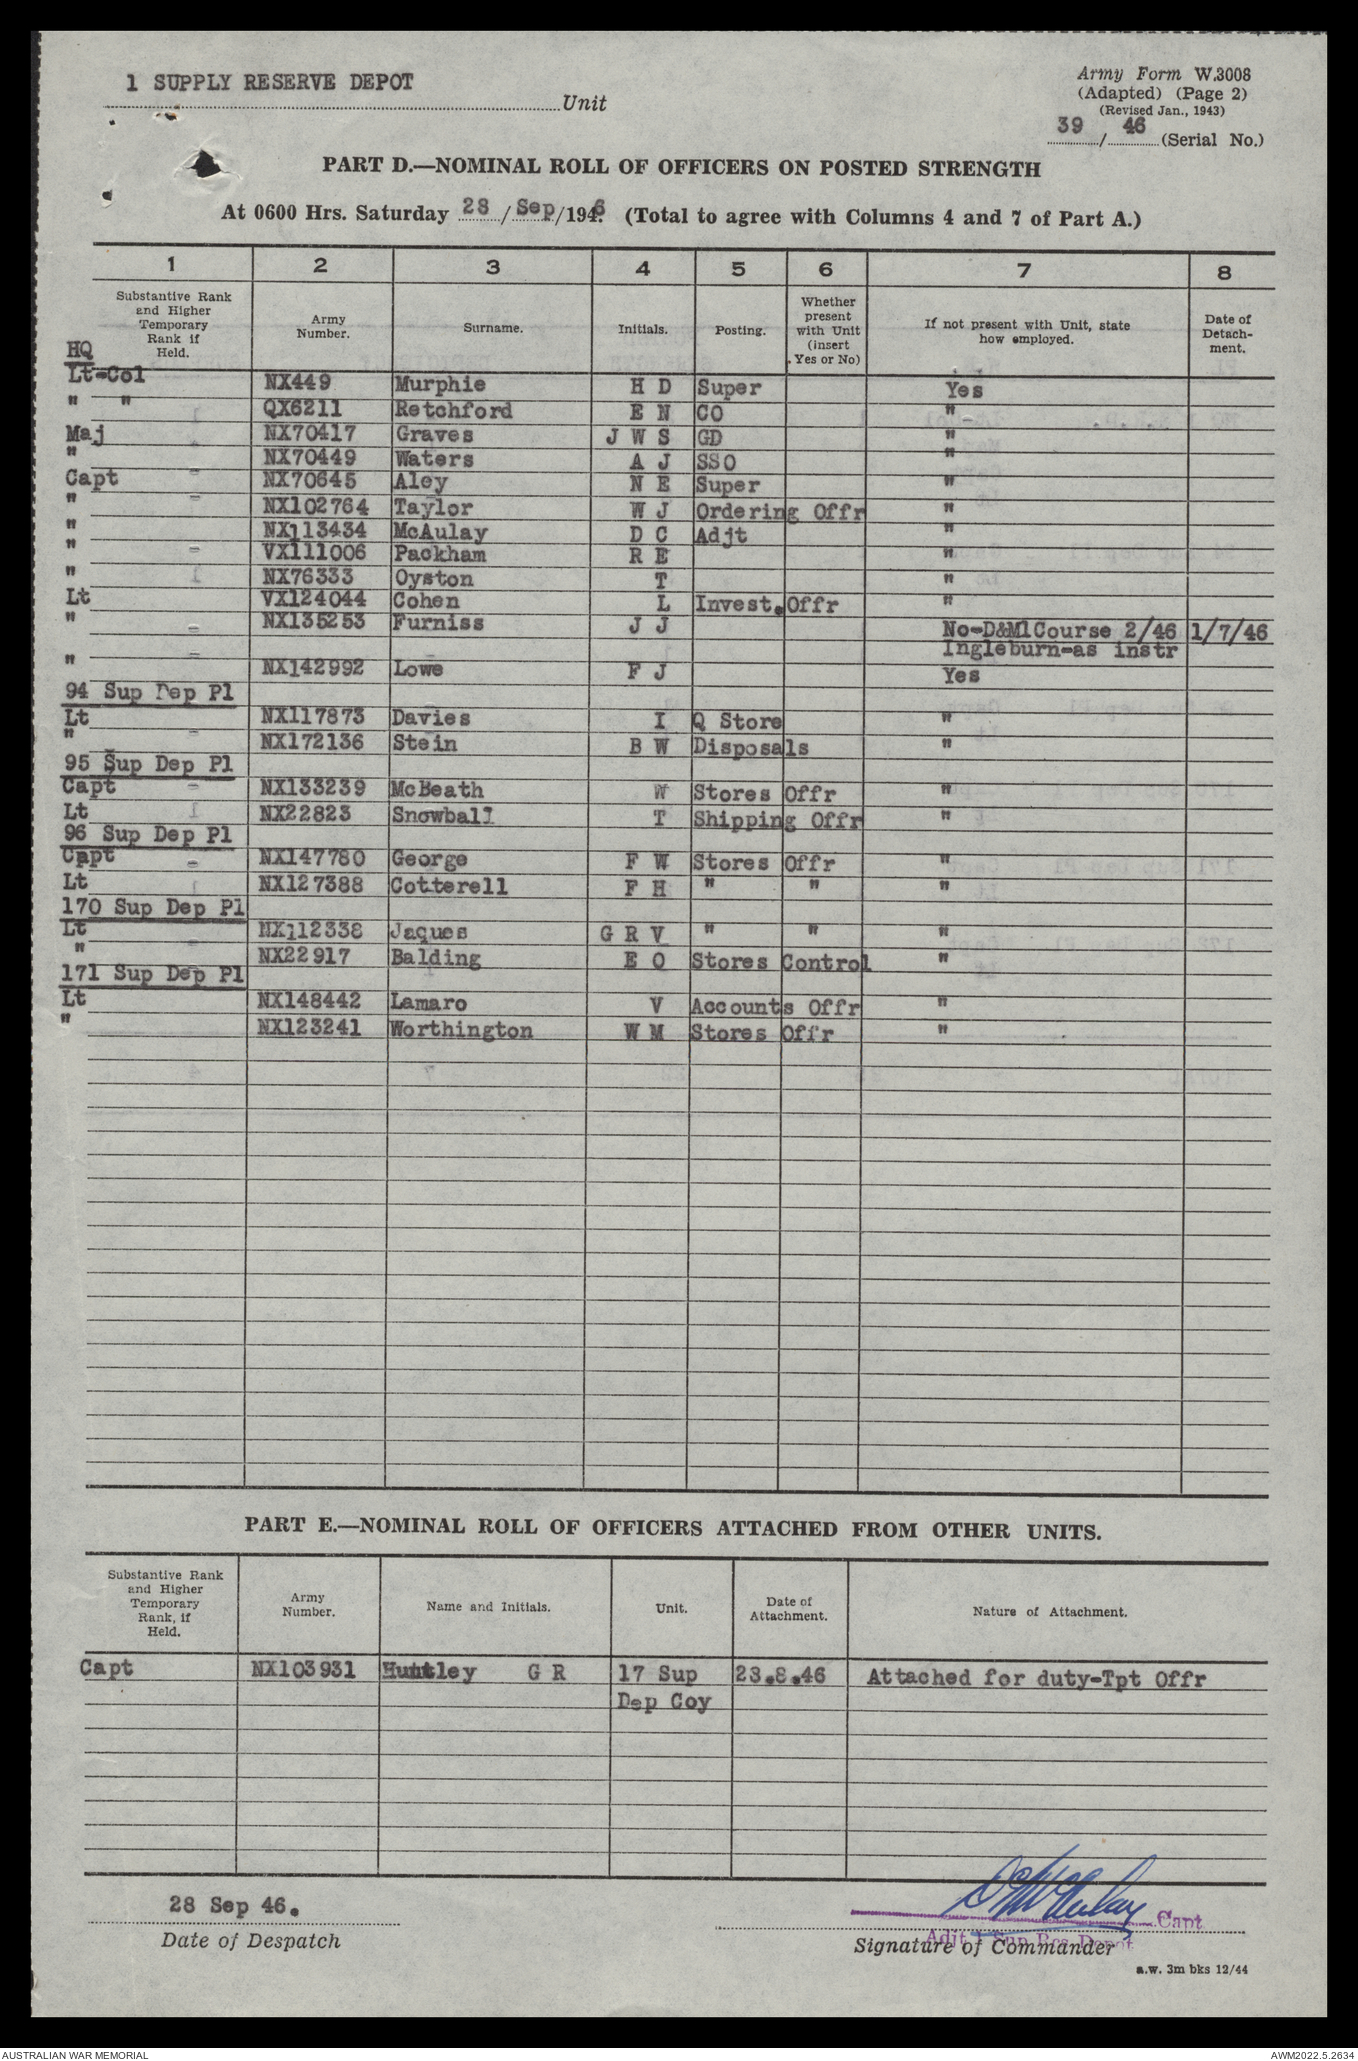 1 SUPPLY RESERVE DEPOT Unit
Army Form W.3008
(Adapted) (Page 2)
(Revised Jan., 1943)
39 / 46 (Serial No.)
PART D.—NOMINAL ROLL OF OFFICERS ON POSTED STRENGTH
At 0600 Hrs. Saturday 28 / Sep /1946 (Total to agree with Columns 4 and 7 of Part A.)
1 2 3 4 5 6 7 8
Substantive Rank and Higher Temporary Rank if Held. Army Number. Surname. Initials. Posting. Whether present with Unit (insert Yes or No) If not present with Unit, state how employed. Date of Detach-ment.
HQ
Lt-Col NX449 Murphie H D Super Yes
" " QX6211 Retchford E N CO "
Maj NX70417 Graves J W S GD "
" NX70449 Waters A J SSO "
Capt NX70645 Aley N E Super "
" NX102764 Taylor W J Ordering Offr "
" NX113434 McAulay D C Adjt "
" VX111006 Packham R E "
" NX76333 Oyston T "
Lt VX124044 Cohen L Invest.Offr "
" NX135253 Furniss J J No-D&M1Course 2/46 1/7/46
Ingleburn-as instr
" NX142992 Lowe F J Yes
94 Sup Dep Pl
Lt NX117873 Davies I Q Store "
" NX172136 Stein B W Disposals "
95 Sup Dep Pl
Capt NX133239 McBeath W Stores Offr "
Lt NX22823 Snowball T Shipping Offr "
96 Sup Dep Pl
Capt NX147780 George F W Stores Offr "
Lt NX127388 Cotterell F H " " "
170 Sup Dep Pl
Lt NX112338 Jaques G R V " " "
" NX22917 Balding E O Stores Control "
171 Sup Dep Pl
Lt NX148442 Lamaro V Accounts Offr "
" NX123241 Worthington W M Stores Offr "
PART E.—NOMINAL ROLL OF OFFICERS ATTACHED FROM OTHER UNITS.
Substantive Rank and Higher Temporary Rank, if Held. Army Number. Name and Initials. Unit. Date of Attachment. Nature of Attachment.
Capt NX103931 Huntley G R 17 Sup 23.8.46 Attached for duty-Tpt Offr
Dep Coy
28 Sep 46.
Date of Despatch
DC McAulay Capt
Adjt 1 Sup Res Depot
Signature of Commander
a.w. 3m bks 12/44
AUSTRALIAN WAR MEMORIAL
AWM2022.5.2634